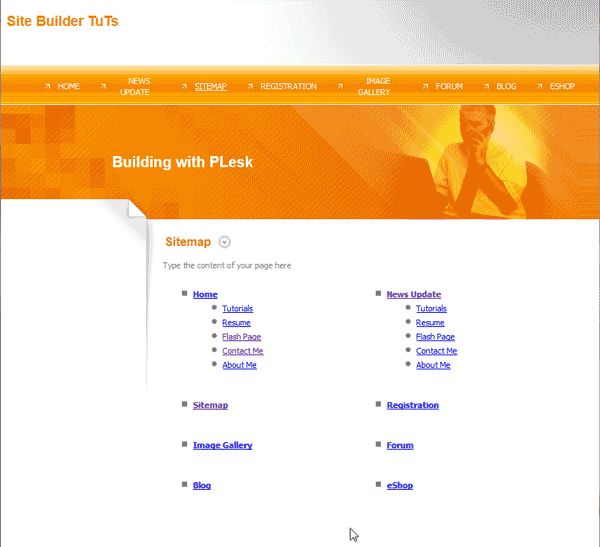 Site Builder TuTs
HOME
NEWS
UPDATE
SITEMAP
REGISTRATION
IMAGE
GALLERY
FORUM
BLOG
ESHOP
Building with PLesk
Sitemap
Type the content of your page here
Home
Tutorials
Resume
Flash Page
Contact Me
About Me
News Update
Tutorials
Resume
Flash Page
Contact Me
About Me
Sitemap
Registration
Image Gallery
Forum
Blog
eShop